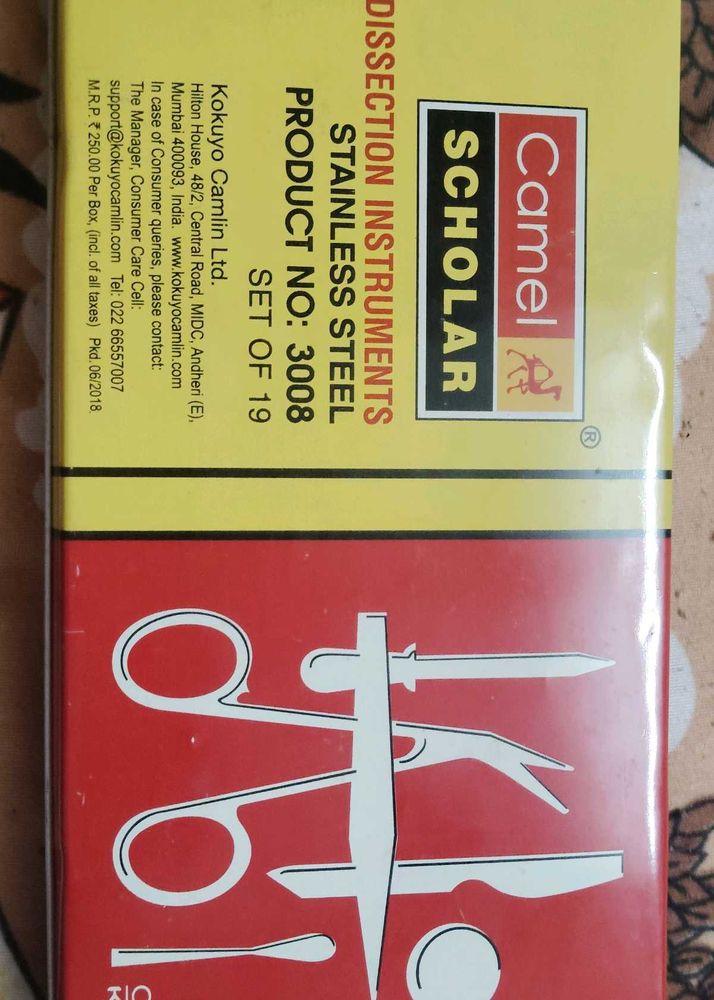 Camel
SCHOLAR
®
DISSECTION INSTRUMENTS
STAINLESS STEEL
PRODUCT NO: 3008
SET OF 19
Kokuyo Camlin Ltd.
Hilton House, 48/2, Central Road, MIDC, Andheri (E),
Mumbai 400093, India. www.kokuyocamlin.com
In case of Consumer queries, please contact:
The Manager, Consumer Care Cell:
support@kokuyocamlin.com Tel: 022 66557007
M.R.P. ₹ 250.00 Per Box, (incl. of all taxes) Pkd. 06/2018.